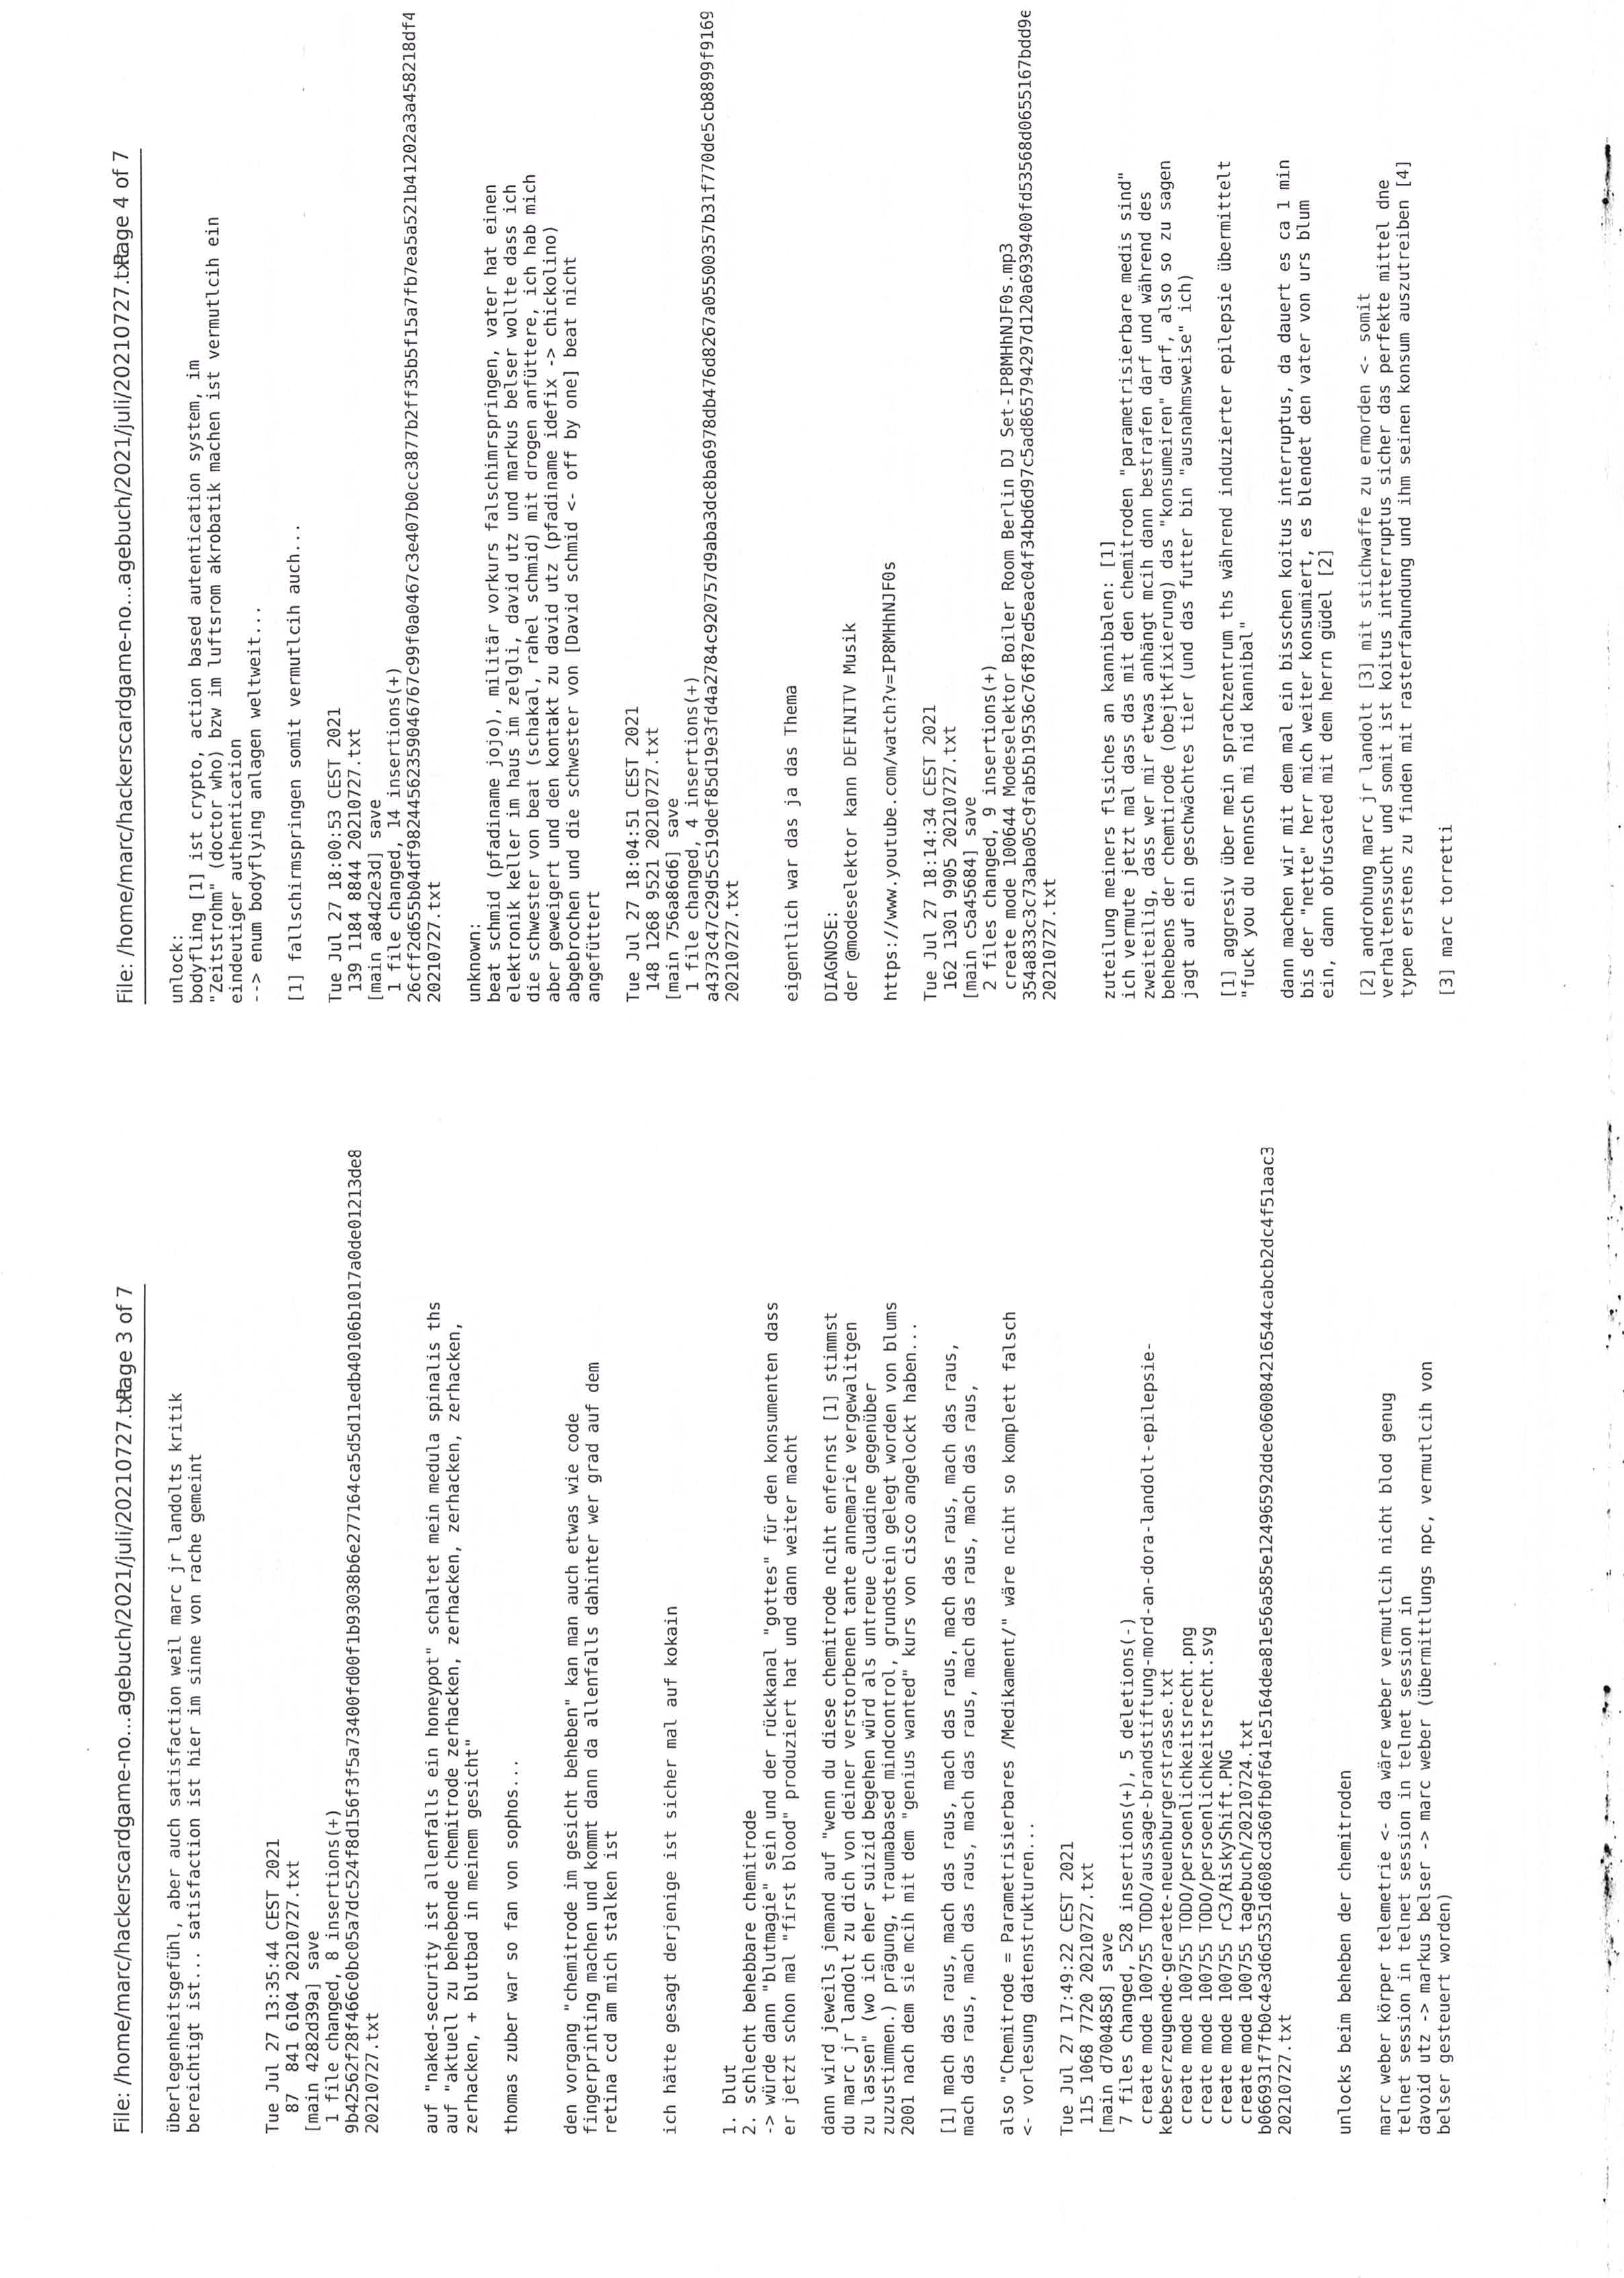 File: /home/marc/hackerscardgame-no...agebuch/2021/juli/20210727.txt
Page 3 of 7
überlegenheitsgefühl, aber auch satisfaction weil marc jr landolts kritik
bereichtigt ist... satisfaction ist hier im sinne von rache gemeint
Tue Jul 27 13:35:44 CEST 2021
87 841 6104 20210727.txt
[main 4282d39a] save
1 file changed, 8 insertions(+)
9b42562f28f466c0bc05a7dc524f8d156f3f5a73400fd00f1b93038b6e277164ca5d5d11edb40106b1017a0de01213de8
20210727.txt
auf "naked-security ist allenfalls ein honeypot" schaltet mein medula spinalis ths
auf "aktuell zu behebende chemitrode zerhacken, zerhacken, zerhacken, zerhacken,
zerhacken, + blutbad in meinem gesicht"
thomas zuber war so fan von sophos...
den vorgang "chemitrode im gesicht beheben" kan man auch etwas wie code
fingerprinting machen und kommt dann da allenfalls dahinter wer grad auf dem
retina ccd am mich stalken ist
ich hätte gesagt derjenige ist sicher mal auf kokain
1. blut
2. schlecht behebbare chemitrode
-> würde dann "blutmagie" sein und der rückkanal "gottes" für den konsumenten dass
er jetzt schon mal "first blood" produziert hat und dann weiter macht
dann wird jeweils jemand auf "wenn du diese chemitrode nciht enfernst [1] stimmst
du marc jr landolt zu dich von deiner verstorbenen tante annemarie vergewalitgen
zu lassen" (wo ich eher suizid begehen würd als untreue cluadine gegenüber
zuzustimmen.) prägung, traumabased mindcontrol, grundstein gelegt worden von blums
2001 nach dem sie mcih mit dem "genius wanted" kurs von cisco angelockt haben...
[1] mach das raus, mach das raus, mach das raus, mach das raus, mach das raus,
mach das raus, mach das raus, mach das raus, mach das raus, mach das raus,
also "Chemitrode = Parametrisierbares /Medikament/" wäre nciht so komplett falsch
<- vorlesung datenstrukturen...
Tue Jul 27 17:49:22 CEST 2021
115 1068 7720 20210727.txt
[main d7004858] save
7 files changed, 528 insertions(+), 5 deletions(-)
create mode 100755 TODO/aussage-brandstiftung-mord-an-dora-landolt-epilepsie-
keberserzeugende-geraete-neuenburgerstrasse.txt
create mode 100755 TODO/persoenlichkeitsrecht.png
create mode 100755 TODO/persoenlichkeitsrecht.svg
create mode 100755 rC3/RiskyShift.PNG
create mode 100755 tagebuch/20210724.txt
b066931f7fb0c4e3d6d5351d608cd360fb0f641e5164dea81e56a585e12496592ddec0600842165​44cabcb2dc4f51aac3
20210727.txt
unlocks beim beheben der chemitroden
marc weber körper telemetrie <- da wäre weber vermutlcih nicht blod genug
telnet session in telnet session in telnet session in
davoid utz -> markus belser -> marc weber (übermittlungs npc, vermutlcih von
belser gesteuert worden)
File: /home/marc/hackerscardgame-no...agebuch/2021/juli/20210727.txt
Page 4 of 7
unlock:
bodyfling [1] ist crypto, action based autentication system, im
"Zeitstrohm" (doctor who) bzw im luftsrom akrobatik machen ist vermutlcih ein
eindeutiger authentication
--> enum bodyflying anlagen weltweit...
[1] fallschirmspringen somit vermutlcih auch...
Tue Jul 27 18:00:53 CEST 2021
139 1184 8844 20210727.txt
[main a84d2e3d] save
1 file changed, 14 insertions(+)
26cff2d655b04df982445623590467​67c99f0a0467c3e407b0cc3877b2ff35b5f15a7fb7ea5a521b41202a3a458218df4
20210727.txt
unknown:
beat schmid (pfadiname jojo), militär vorkurs falschimrspringen, vater hat einen
elektronik keller im haus im zelgli, david utz und markus belser wollte dass ich
die schwester von beat (schakal, rahel schmid) mit drogen anfüttere, ich hab mich
aber geweigert und den kontakt zu david utz (pfadiname idefix -> chickolino)
abgebrochen und die schwester von [David schmid <- off by one] beat nicht
angefüttert
Tue Jul 27 18:04:51 CEST 2021
148 1268 9521 20210727.txt
[main 756a86d6] save
1 file changed, 4 insertions(+)
a4373c47c29d5c519def85d19e3fd4a2784c920757d9aba3dc8ba6978db476d8267a05500357b31f770de5cb8899f9169
20210727.txt
eigentlich war das ja das Thema
DIAGNOSE:
der @modeselektor kann DEFINITV Musik
https://www.youtube.com/watch?v=IP8MHhNJF0s
Tue Jul 27 18:14:34 CEST 2021
162 1301 9905 20210727.txt
[main c5a45684] save
2 files changed, 9 insertions(+)
create mode 100644 Modeselektor Boiler Room Berlin DJ Set-IP8MHhNJF0s.mp3
354a833c3c73aba05c9fab5b19536c76f87ed5eac04f34bd6d97c5ad865794297d120a6939400fd53568d0655167bdd9e
20210727.txt
zuteilung meiners flsiches an kannibalen: [1]
ich vermute jetzt mal dass das mit den chemitroden "parametrisierbare medis sind"
zweiteilig, dass wer mir etwas anhängt mcih dann bestrafen darf und während des
behebens der chemtirode (obejtkfixierung) das "konsumeiren" darf, also so zu sagen
jagt auf ein geschwächtes tier (und das futter bin "ausnahmsweise" ich)
[1] aggresiv über mein sprachzentrum ths während induzierter epilepsie übermittelt
"fuck you du nennsch mi nid kannibal"
dann machen wir mit dem mal ein bisschen koitus interruptus, da dauert es ca 1 min
bis der "nette" herr mich weiter konsumiert, es blendet den vater von urs blum
ein, dann obfuscated mit dem herrn güdel [2]
[2] androhung marc jr landolt [3] mit stichwaffe zu ermorden <- somit
verhaltenssucht und somit ist koitus interruptus sicher das perfekte mittel dne
typen erstens zu finden mit rasterfahundung und ihm seinen konsum auszutreiben [4]
[3] marc torretti